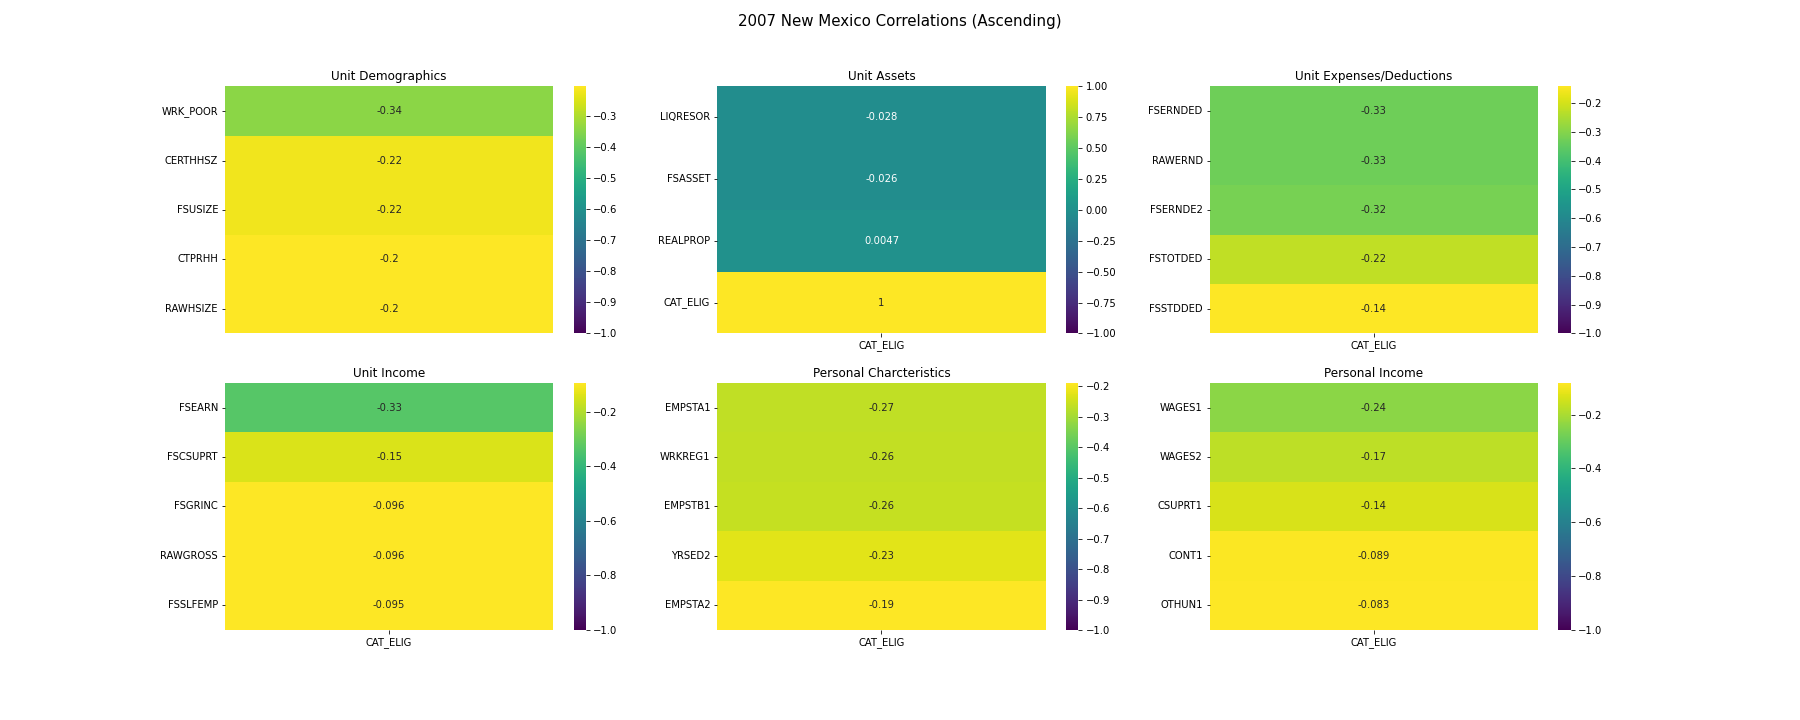 2007 New Mexico Correlations (Ascending)
Unit Demographics
WRK_POOR
CERTHHSZ
FSUSIZE
CTPRHH
RAWHSIZE
-0.34
-0.22
-0.22
-0.2
-0.2
−0.3
−0.4
−0.5
−0.6
−0.7
−0.8
−0.9
−1.0
Unit Assets
LIQRESOR
FSASSET
REALPROP
CAT_ELIG
-0.028
-0.026
0.0047
1
CAT_ELIG
1.00
0.75
0.50
0.25
0.00
−0.25
−0.50
−0.75
−1.00
Unit Expenses/Deductions
FSERNDED
RAWERND
FSERNDE2
FSTOTDED
FSSTDDED
-0.33
-0.33
-0.32
-0.22
-0.14
CAT_ELIG
−0.2
−0.3
−0.4
−0.5
−0.6
−0.7
−0.8
−0.9
−1.0
Unit Income
FSEARN
FSCSUPRT
FSGRINC
RAWGROSS
FSSLFEMP
-0.33
-0.15
-0.096
-0.096
-0.095
CAT_ELIG
−0.2
−0.4
−0.6
−0.8
−1.0
Personal Charcteristics
EMPSTA1
WRKREG1
EMPSTB1
YRSED2
EMPSTA2
-0.27
-0.26
-0.26
-0.23
-0.19
CAT_ELIG
−0.2
−0.3
−0.4
−0.5
−0.6
−0.7
−0.8
−0.9
−1.0
Personal Income
WAGES1
WAGES2
CSUPRT1
CONT1
OTHUN1
-0.24
-0.17
-0.14
-0.089
-0.083
CAT_ELIG
−0.2
−0.4
−0.6
−0.8
−1.0